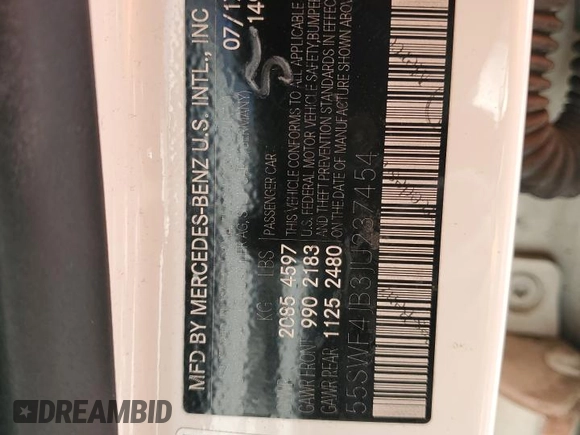 MFD BY MERCEDES-BENZ U.S. INTL., INC
07/1
KG LBS PASSENGER CAR
2085 4597 THIS VEHICLE CONFORMS TO ALL APPLICABLE
U.S. FEDERAL MOTOR VEHICLE SAFETY, BUMPER
GAWR FRONT 990 2183 AND THEFT PREVENTION STANDARDS IN EFFECT
GAWR REAR 1125 2480 ON THE DATE OF MANUFACTURE SHOWN ABOVE
55SWF4JB3JU237454
DREAMBID